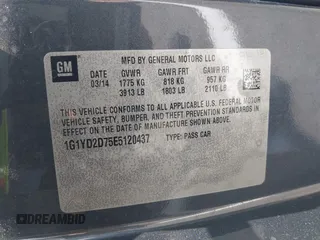 GM
MFD BY GENERAL MOTORS LLC
DATE GVWR GAWR FRT GAWR RR
03/14 1775 KG 818 KG 957 KG
3913 LB 1803 LB 2110 LB
THIS VEHICLE CONFORMS TO ALL APPLICABLE U.S. FEDERAL MOTOR
VEHICLE SAFETY, BUMPER, AND THEFT PREVENTION STANDARDS IN
EFFECT ON THE DATE OF MANUFACTURE SHOWN ABOVE.
1G1YD2D75E5120437 TYPE: PASS CAR
DREAMBID